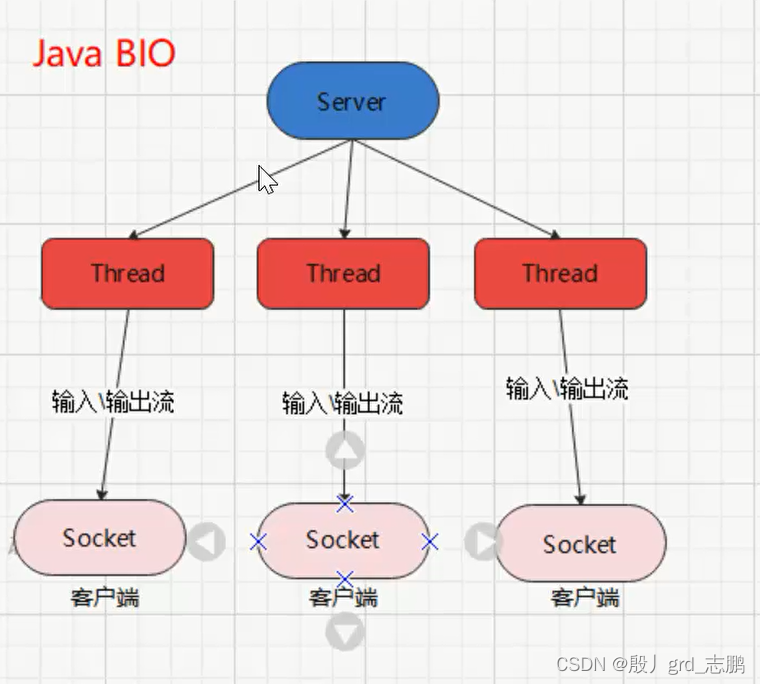 Java BIO
Server
Thread
Thread
Thread
输入\输出流
输入\输出流
输入\输出流
Socket
Socket
Socket
客户端
客户端
客户端
CSDN @殷丿grd_志鹏